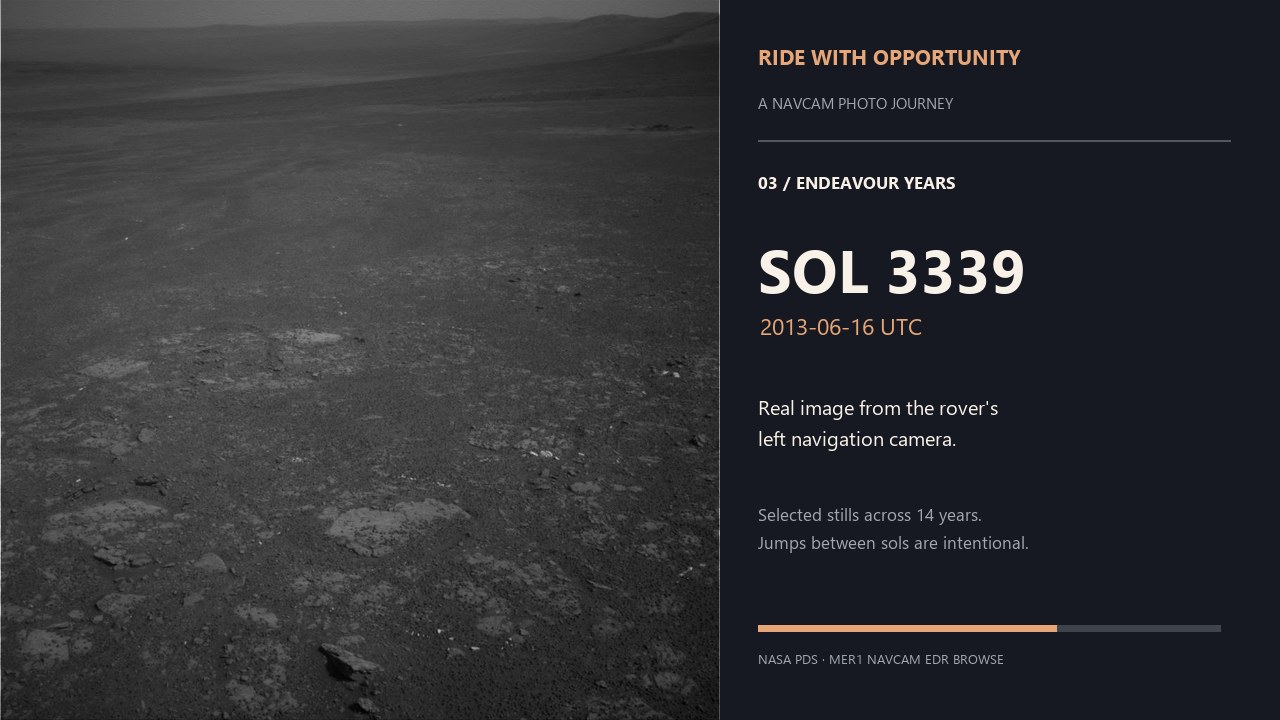 RIDE WITH OPPORTUNITY
A NAVCAM PHOTO JOURNEY
03 / ENDEAVOUR YEARS
SOL 3339
2013-06-16 UTC
Real image from the rover's
left navigation camera.
Selected stills across 14 years.
Jumps between sols are intentional.
NASA PDS · MER1 NAVCAM EDR BROWSE